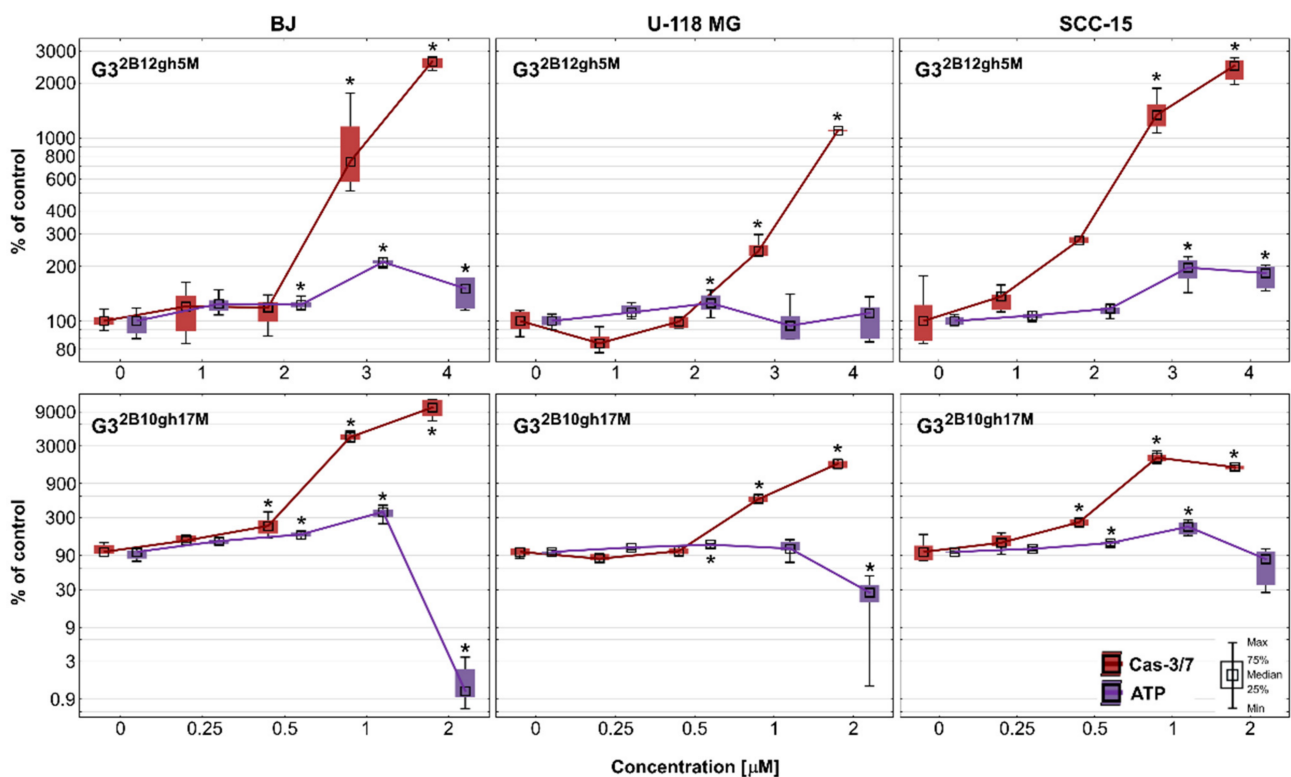 BJ
U-118 MG
SCC-15
% of control
3000
2000
1000
800
600
400
300
200
100
80
G3^2B12gh5M
*
*
*
*
*
0 1 2 3 4
G3^2B12gh5M
*
*
*
0 1 2 3 4
G3^2B12gh5M
*
*
*
*
0 1 2 3 4
% of control
9000
3000
900
300
90
30
9
3
0.9
G3^2B10gh17M
*
*
*
*
*
*
*
0 0.25 0.5 1 2
G3^2B10gh17M
*
*
*
*
0 0.25 0.5 1 2
G3^2B10gh17M
*
*
*
*
*
Cas-3/7
ATP
Max
75%
Median
25%
Min
0 0.25 0.5 1 2
Concentration [μM]